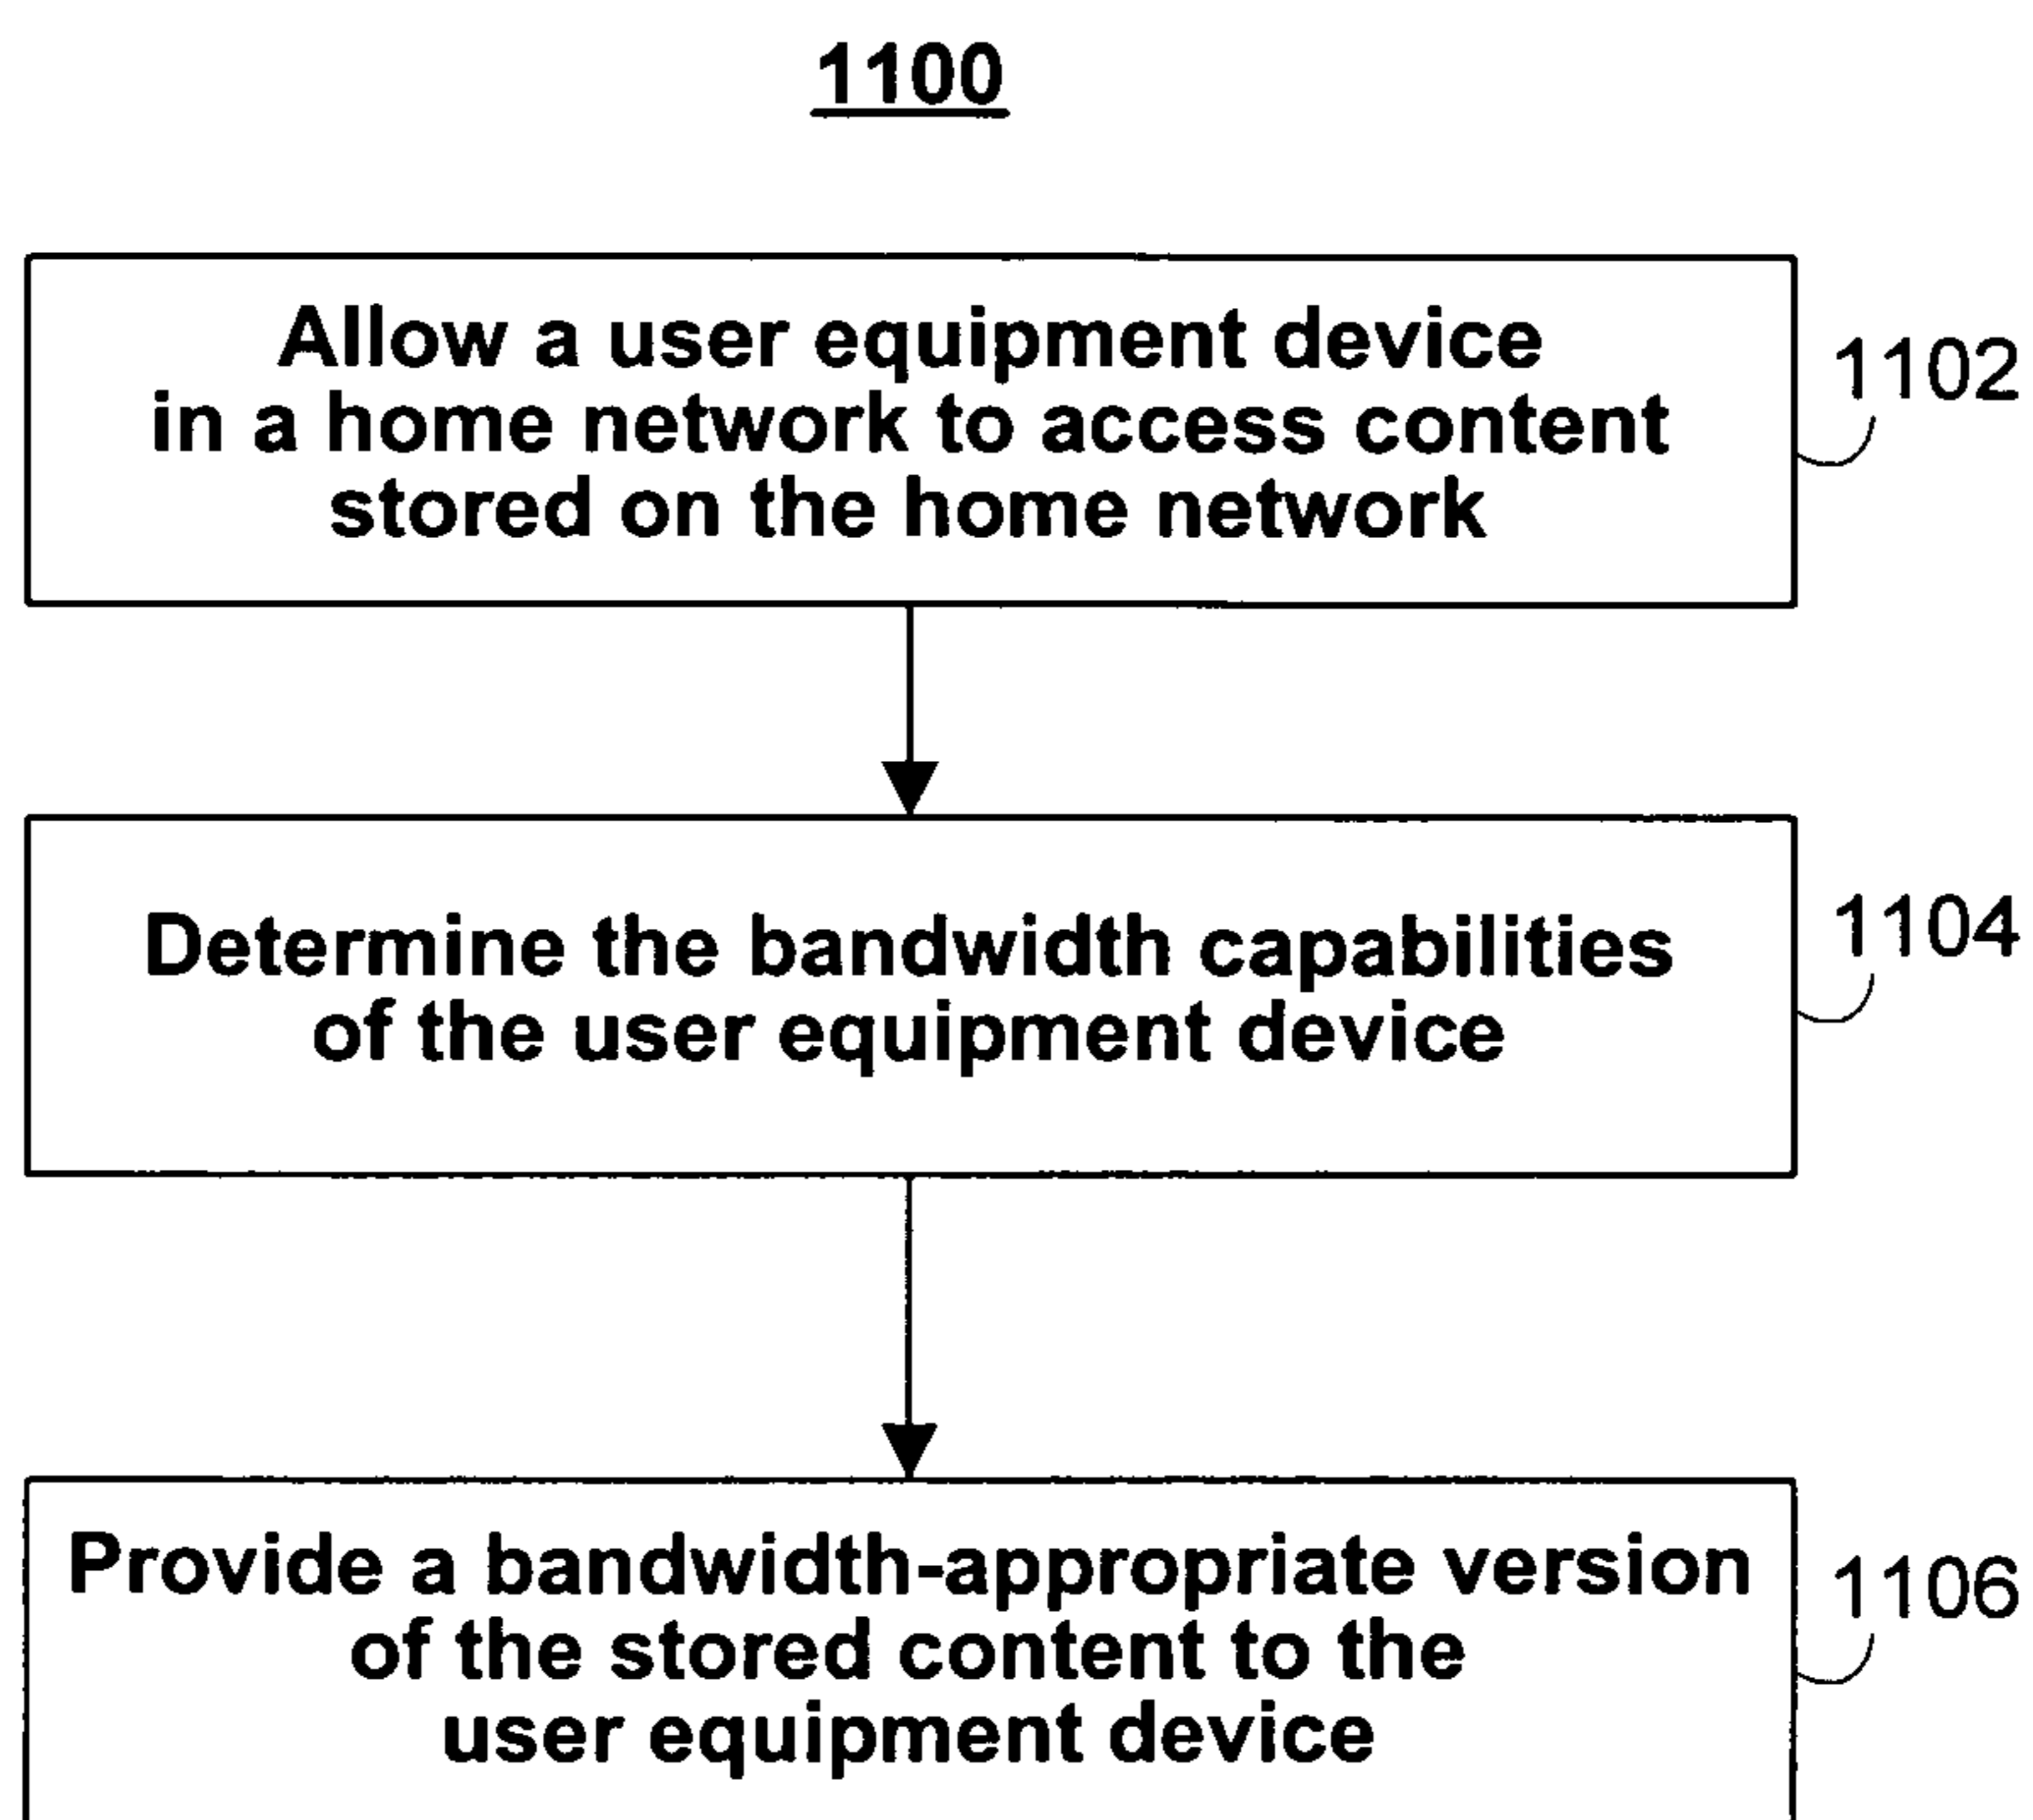 1100
Allow a user equipment device
in a home network to access content
stored on the home network
1102
Determine the bandwidth capabilities
of the user equipment device
1104
Provide a bandwidth-appropriate version
of the stored content to the
user equipment device
1106